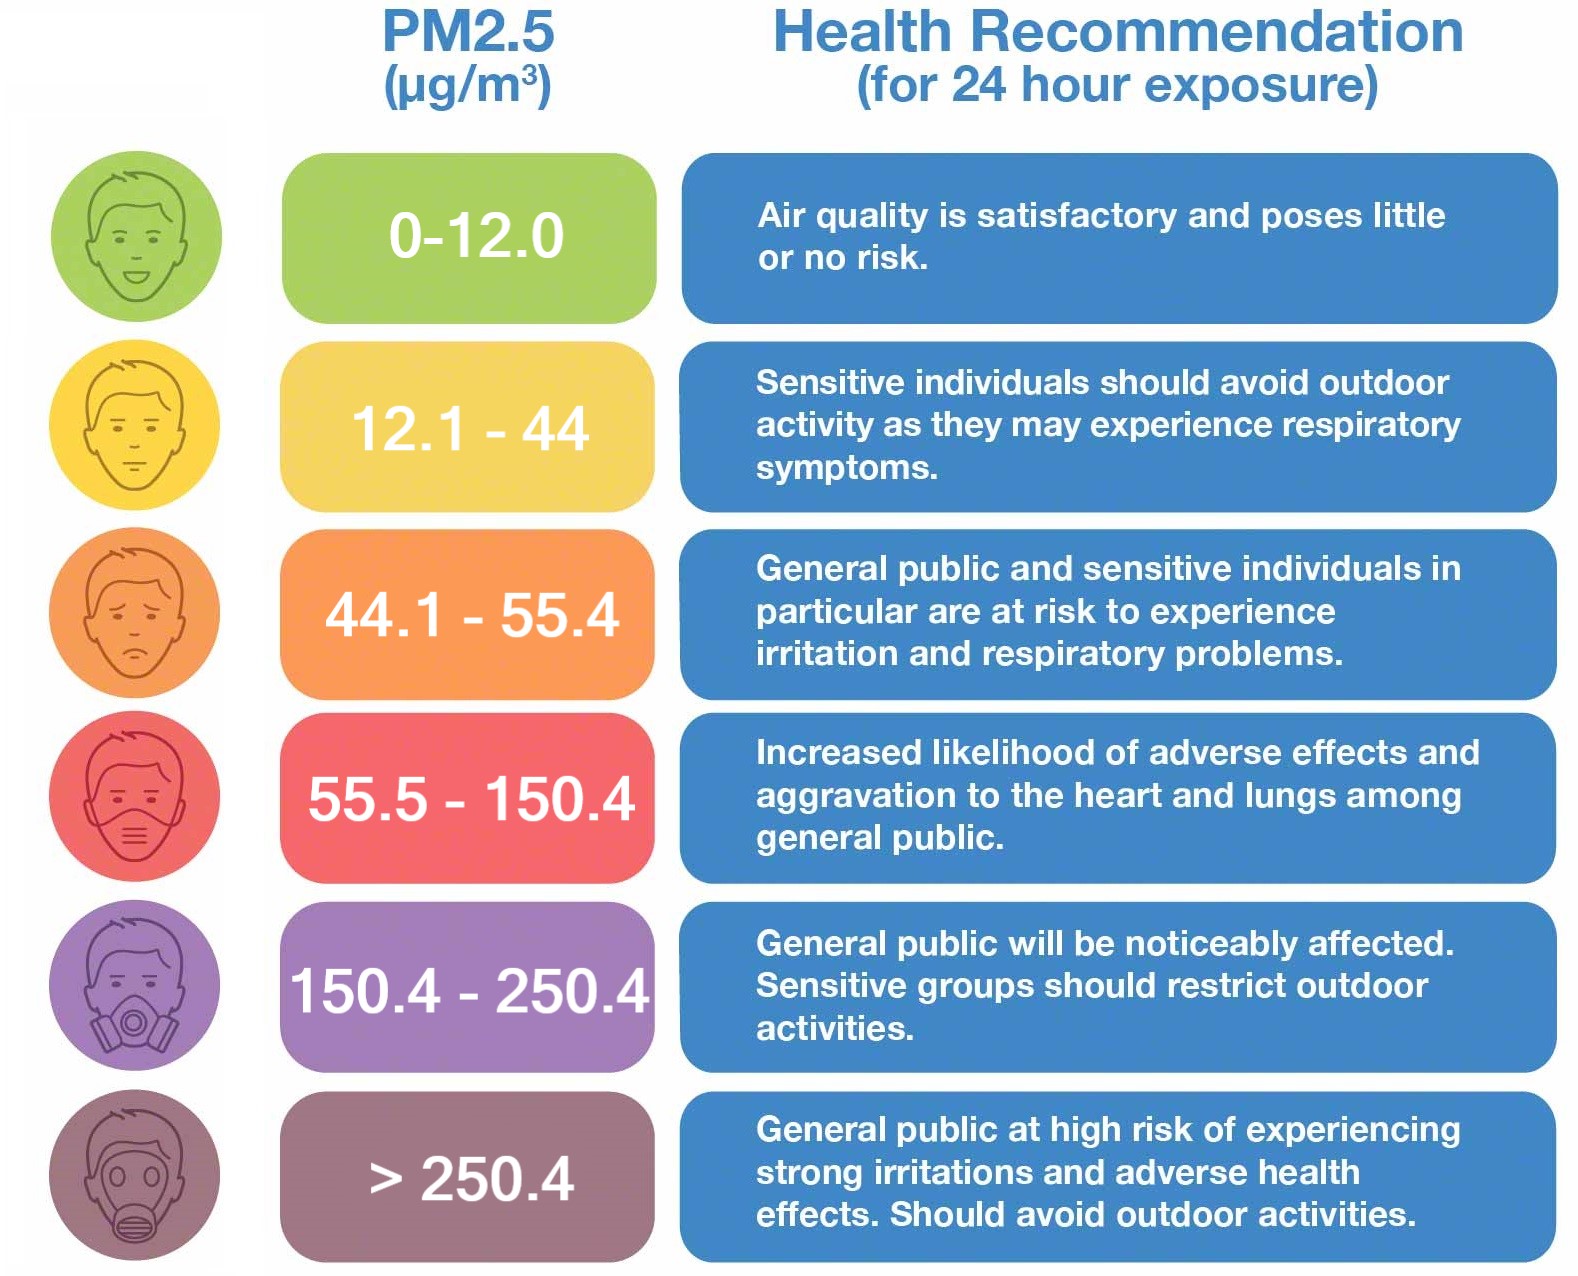 PM2.5
(µg/m³)
Health Recommendation
(for 24 hour exposure)
0-12.0
Air quality is satisfactory and poses little
or no risk.
12.1 - 44
Sensitive individuals should avoid outdoor
activity as they may experience respiratory
symptoms.
44.1 - 55.4
General public and sensitive individuals in
particular are at risk to experience
irritation and respiratory problems.
55.5 - 150.4
Increased likelihood of adverse effects and
aggravation to the heart and lungs among
general public.
150.4 - 250.4
General public will be noticeably affected.
Sensitive groups should restrict outdoor
activities.
> 250.4
General public at high risk of experiencing
strong irritations and adverse health
effects. Should avoid outdoor activities.